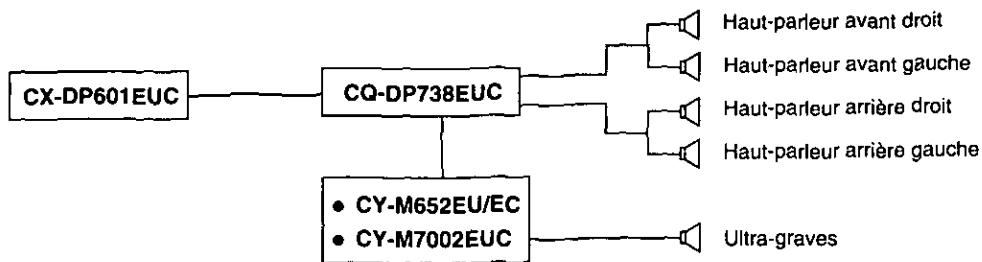 Haut-parleur avant droit
Haut-parleur avant gauche
CX-DP601EUC
CQ-DP738EUC
Haut-parleur arrière droit
Haut-parleur arrière gauche
• CY-M652EU/EC
• CY-M7002EUC
Ultra-graves